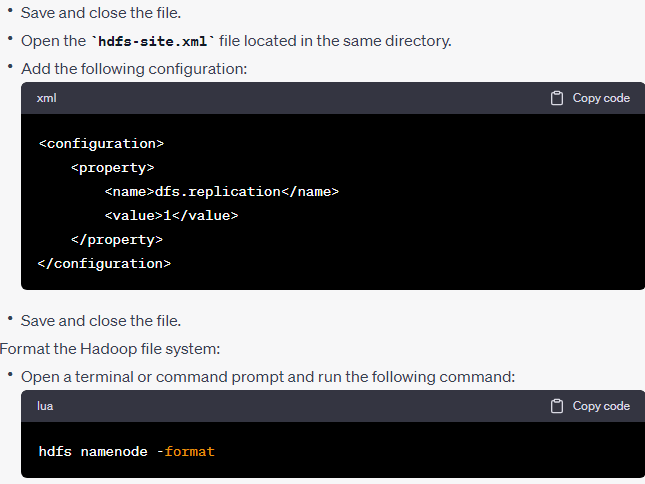 • Save and close the file.
• Open the `hdfs-site.xml` file located in the same directory.
• Add the following configuration:
xml Copy code
<configuration>
    <property>
        <name>dfs.replication</name>
        <value>1</value>
    </property>
</configuration>
• Save and close the file.
Format the Hadoop file system:
• Open a terminal or command prompt and run the following command:
lua Copy code
hdfs namenode -format